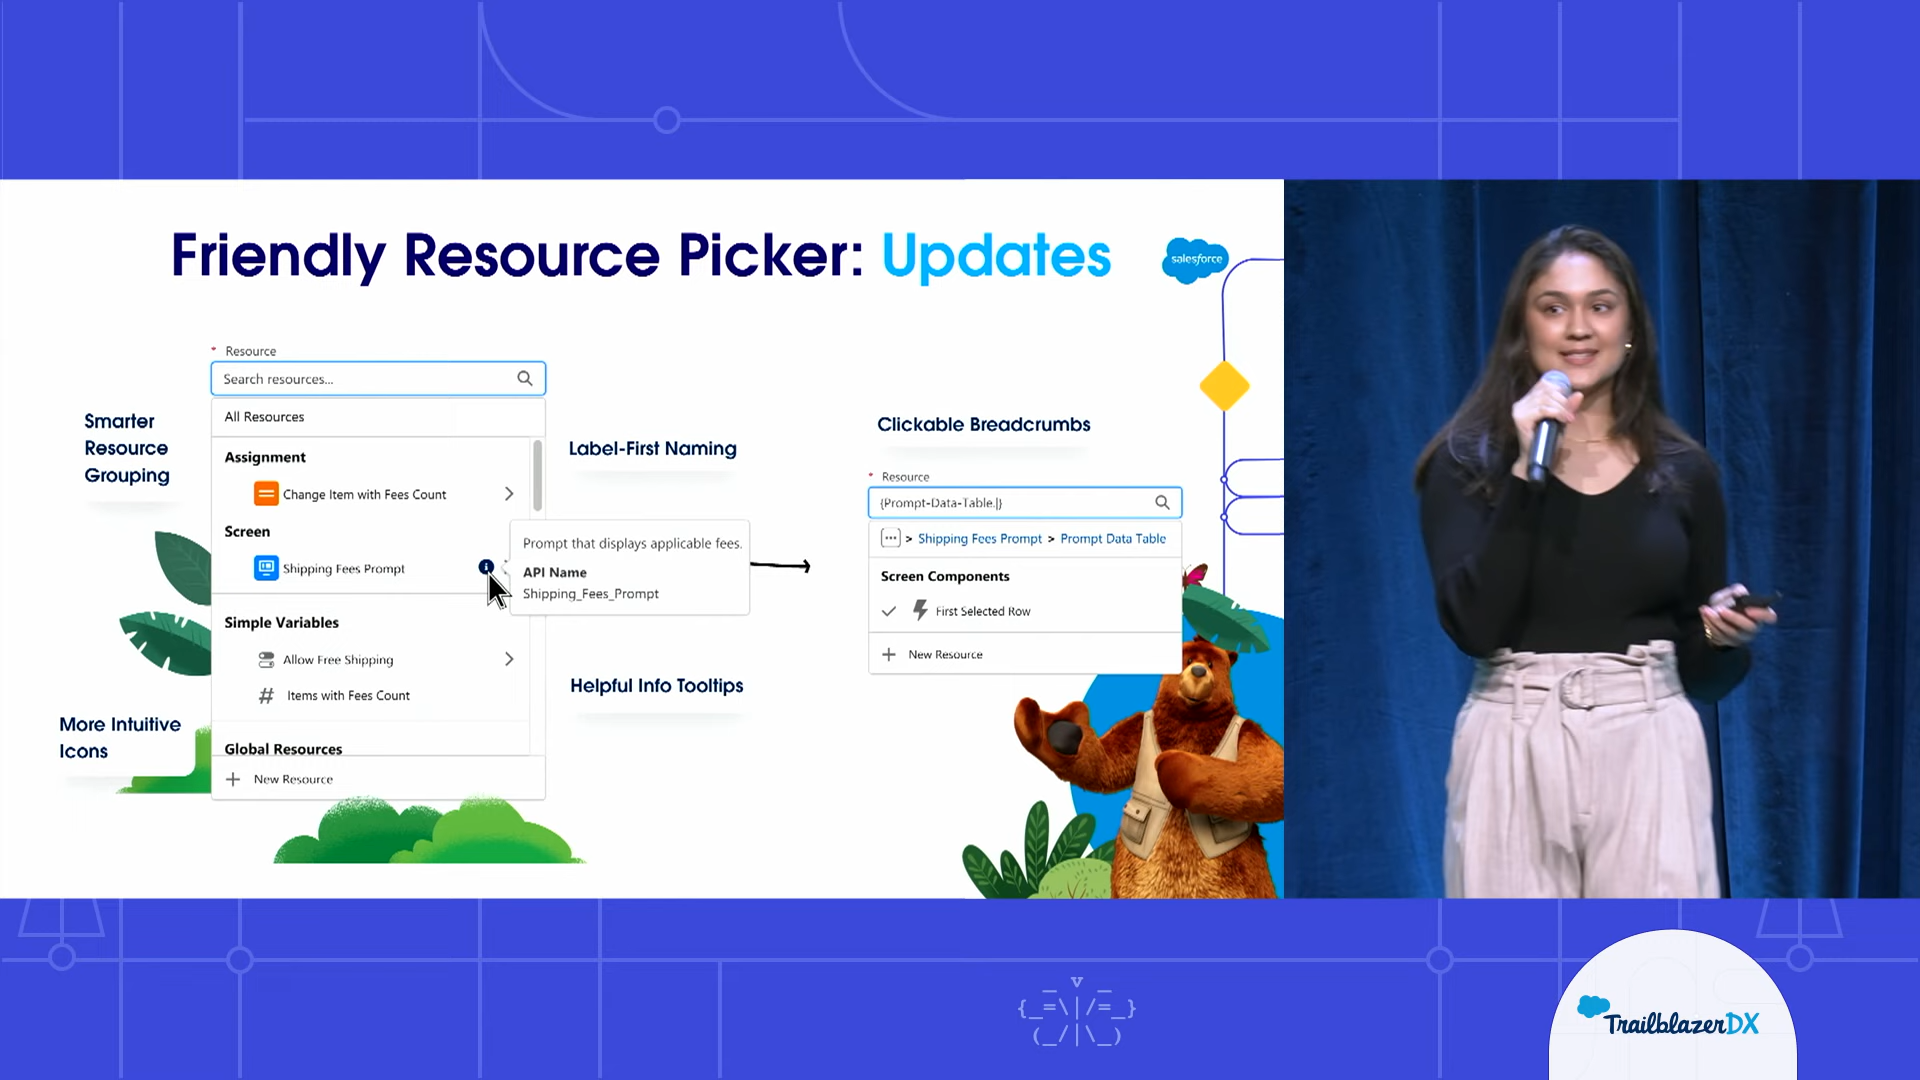 Friendly Resource Picker: Updates
salesforce
* Resource
Search resources...
All Resources
Assignment
Change Item with Fees Count
Screen
Shipping Fees Prompt
Prompt that displays applicable fees.
API Name
Shipping_Fees_Prompt
Simple Variables
Allow Free Shipping
# Items with Fees Count
Global Resources
+ New Resource
Smarter
Resource
Grouping
More Intuitive
Icons
Label-First Naming
Helpful Info Tooltips
Clickable Breadcrumbs
* Resource
{Prompt-Data-Table.|}
... > Shipping Fees Prompt > Prompt Data Table
Screen Components
First Selected Row
+ New Resource
TrailblazerDX